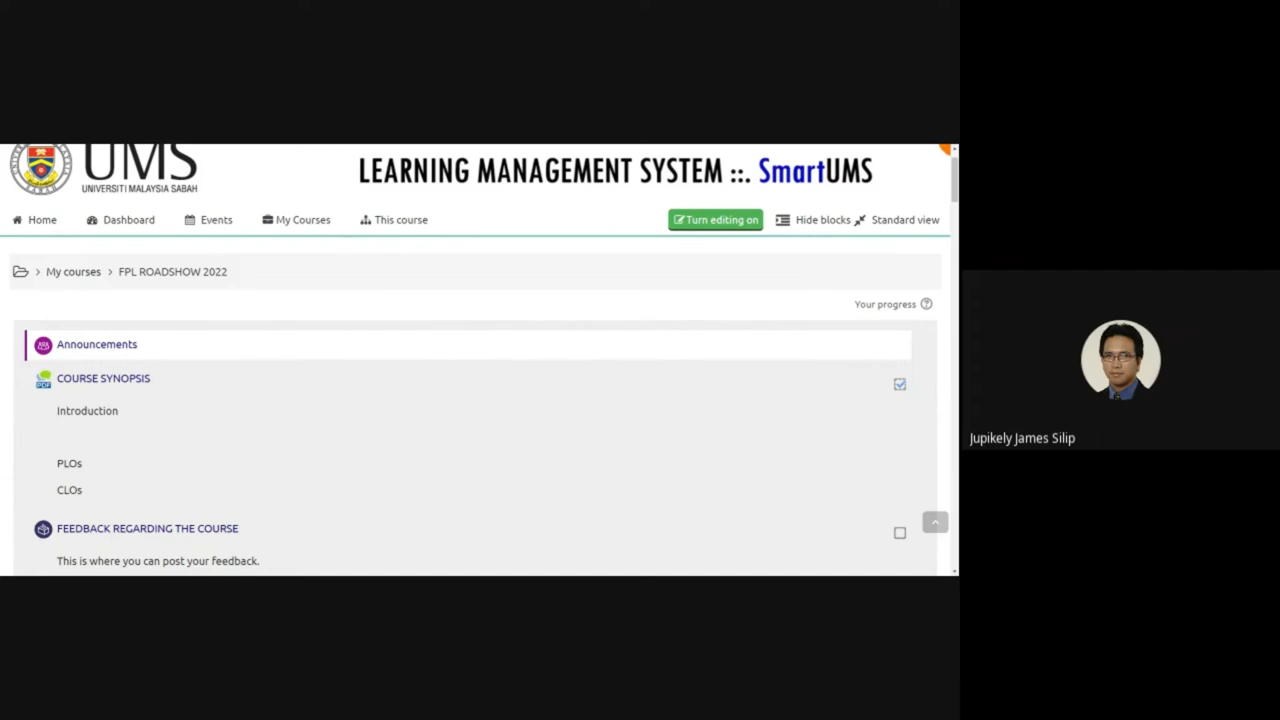 UMS
UNIVERSITI MALAYSIA SABAH
LEARNING MANAGEMENT SYSTEM ::. SmartUMS
Home Dashboard Events My Courses This course Turn editing on Hide blocks Standard view
> My courses > FPL ROADSHOW 2022
Your progress
Announcements
COURSE SYNOPSIS
Introduction
PLOs
CLOs
FEEDBACK REGARDING THE COURSE
This is where you can post your feedback.
Jupikely James Silip